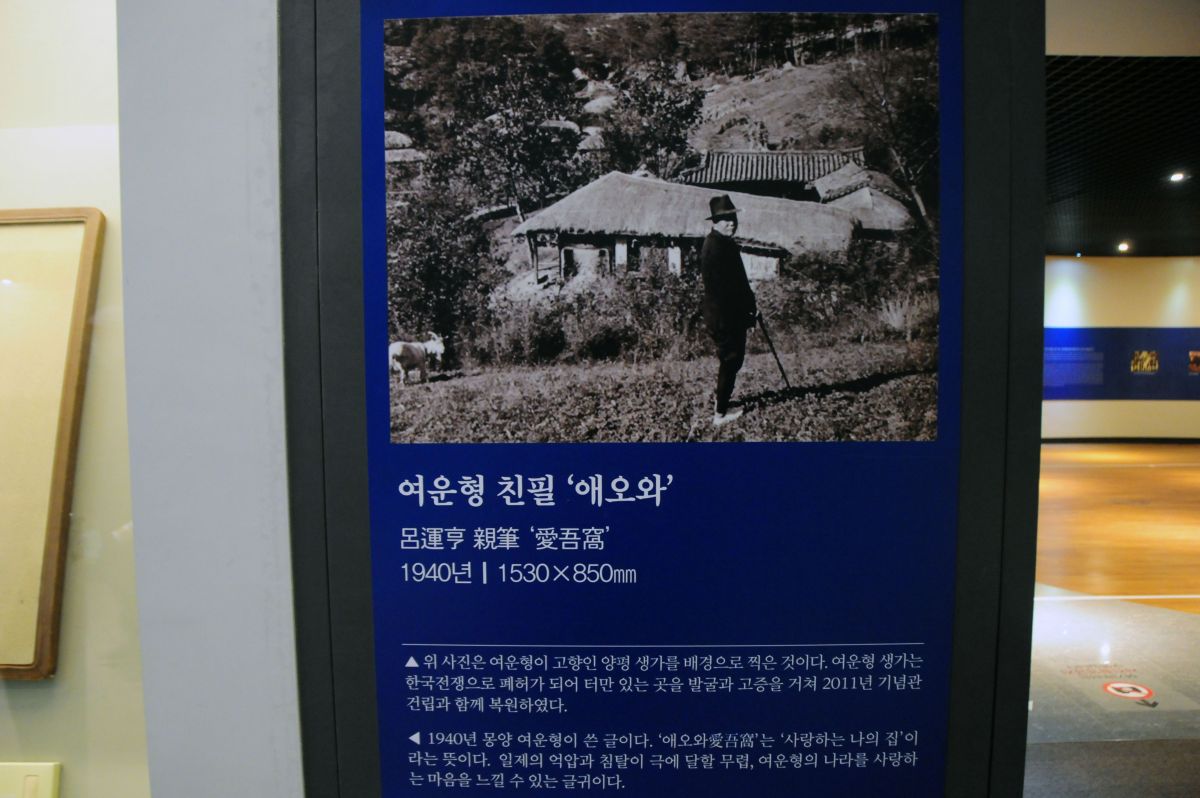 여운형 친필 ‘애오와’
呂運亨 親筆 ‘愛吾窩’
1940년 | 1530×850㎜
▲ 위 사진은 여운형이 고향인 양평 생가를 배경으로 찍은 것이다. 여운형 생가는
한국전쟁으로 폐허가 되어 터만 있는 곳을 발굴과 고증을 거쳐 2011년 기념관
건립과 함께 복원하였다.
◀ 1940년 몽양 여운형이 쓴 글이다. ‘애오와愛吾窩’는 ‘사랑하는 나의 집’이
라는 뜻이다. 일제의 억압과 침탈이 극에 달할 무렵, 여운형의 나라를 사랑하
는 마음을 느낄 수 있는 글귀이다.